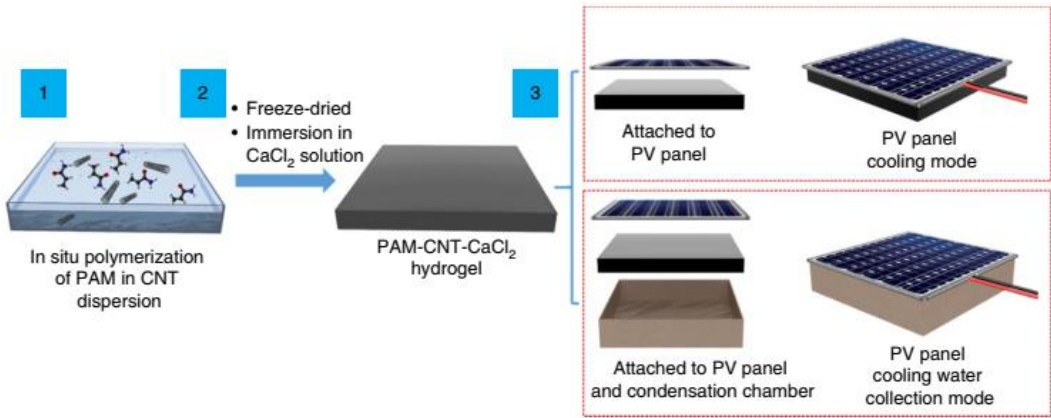 1
2
3
• Freeze-dried
• Immersion in
CaCl₂ solution
In situ polymerization
of PAM in CNT
dispersion
PAM-CNT-CaCl₂
hydrogel
Attached to
PV panel
PV panel
cooling mode
Attached to PV panel
and condensation chamber
PV panel
cooling water
collection mode